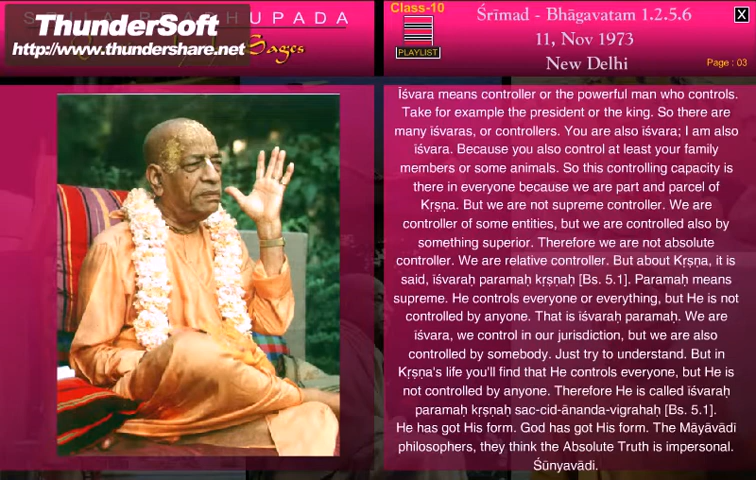 SRILA PRABHUPADA
ThunderSoft
http://www.thundershare.net
Sages
Class-10
PLAYLIST
Śrīmad - Bhāgavatam 1.2.5.6
11, Nov 1973
New Delhi
X
Page : 03
Īśvara means controller or the powerful man who controls.
Take for example the president or the king. So there are
many īśvaras, or controllers. You are also īśvara; I am also
īśvara. Because you also control at least your family
members or some animals. So this controlling capacity is
there in everyone because we are part and parcel of
Kṛṣṇa. But we are not supreme controller. We are
controller of some entities, but we are controlled also by
something superior. Therefore we are not absolute
controller. We are relative controller. But about Kṛṣṇa, it is
said, īśvaraḥ paramaḥ kṛṣṇaḥ [Bs. 5.1]. Paramaḥ means
supreme. He controls everyone or everything, but He is not
controlled by anyone. That is īśvaraḥ paramaḥ. We are
īśvara, we control in our jurisdiction, but we are also
controlled by somebody. Just try to understand. But in
Kṛṣṇa's life you'll find that He controls everyone, but He is
not controlled by anyone. Therefore He is called īśvaraḥ
paramaḥ kṛṣṇaḥ sac-cid-ānanda-vigrahaḥ [Bs. 5.1].
He has got His form. God has got His form. The Māyāvādī
philosophers, they think the Absolute Truth is impersonal.
Śūnyavādi.